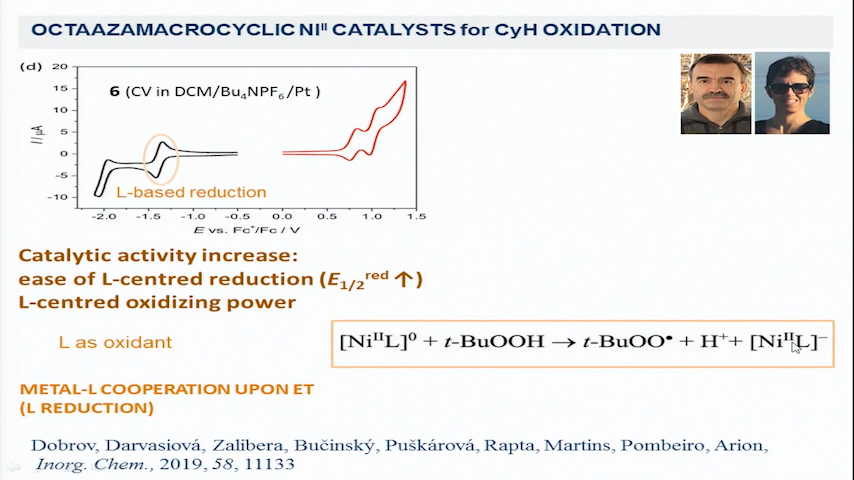 OCTAAZAMACROCYCLIC NIᴵᴵ CATALYSTS for CyH OXIDATION
(d)
20
15
10
5
0
-5
-10
I / µA
6 (CV in DCM/Bu₄NPF₆/Pt )
L-based reduction
-2.0 -1.5 -1.0 -0.5 0.0 0.5 1.0 1.5
E vs. Fc⁺/Fc / V
Catalytic activity increase:
ease of L-centred reduction (E₁/₂ʳᵉᵈ ↑)
L-centred oxidizing power
L as oxidant
[NiᴵᴵL]⁰ + t-BuOOH → t-BuOO• + H⁺+ [NiᴵᴵL]⁻
METAL-L COOPERATION UPON ET
(L REDUCTION)
Dobrov, Darvasiová, Zalibera, Bučinský, Puškárová, Rapta, Martins, Pombeiro, Arion,
Inorg. Chem., 2019, 58, 11133